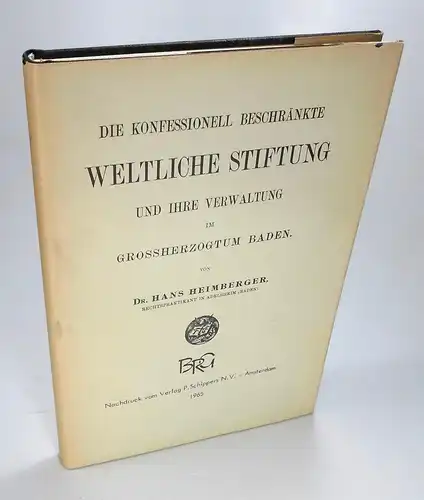 DIE KONFESSIONELL BESCHRÄNKTE
WELTLICHE STIFTUNG
UND IHRE VERWALTUNG
IM
GROSSHERZOGTUM BADEN.
VON
DR. HANS HEIMBERGER,
RECHTSPRAKTIKANT IN ADELSHEIM (BADEN)
BRG
Nachdruck vom Verlag P. Schippers N.V. – Amsterdam
1965